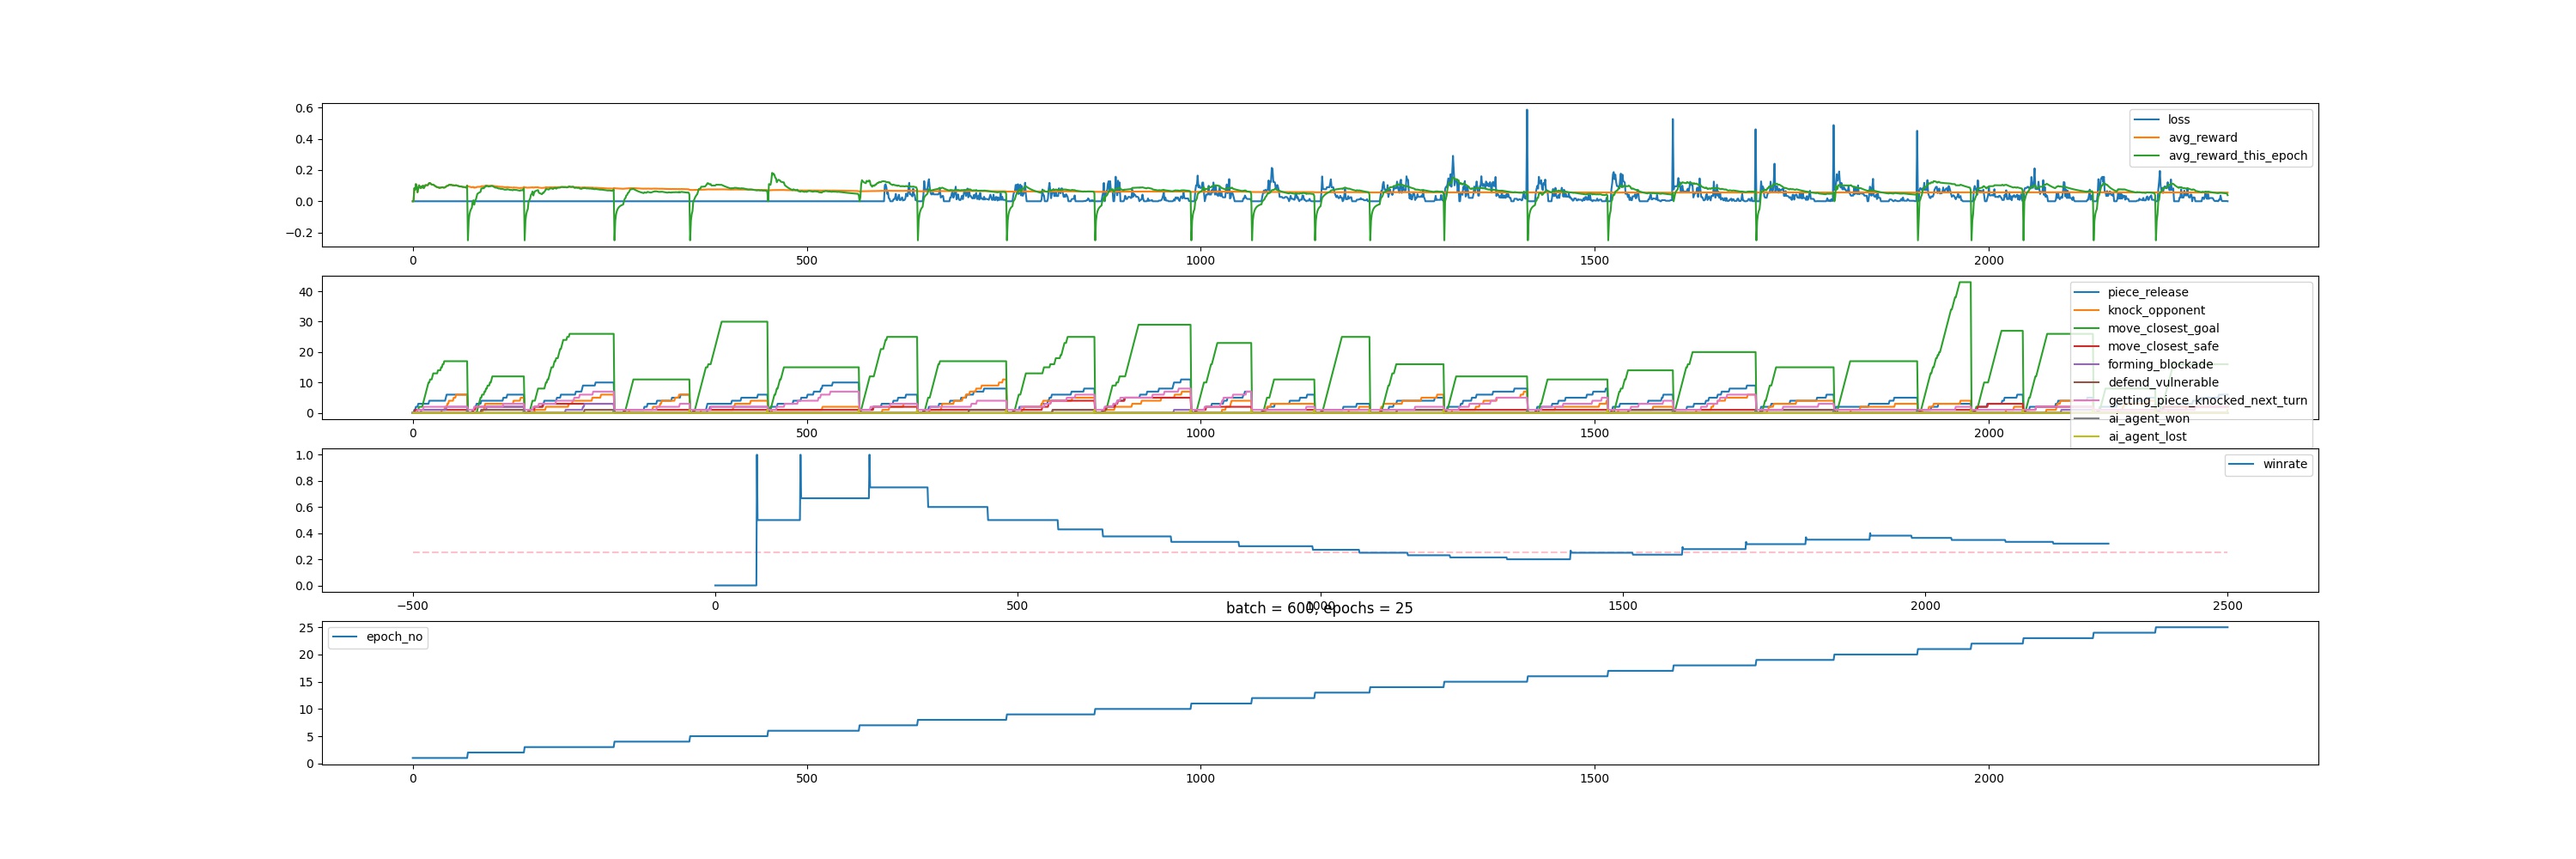 0.6
0.4
0.2
0.0
−0.2
loss
avg_reward
avg_reward_this_epoch
0 500 1000 1500 2000
40
30
20
10
0
piece_release
knock_opponent
move_closest_goal
move_closest_safe
forming_blockade
defend_vulnerable
getting_piece_knocked_next_turn
ai_agent_won
ai_agent_lost
0 500 1000 1500 2000
1.0
0.8
0.6
0.4
0.2
0.0
winrate
−500 0 500 1000 1500 2000 2500
batch = 600, epochs = 25
25
20
15
10
5
0
epoch_no
0 500 1000 1500 2000